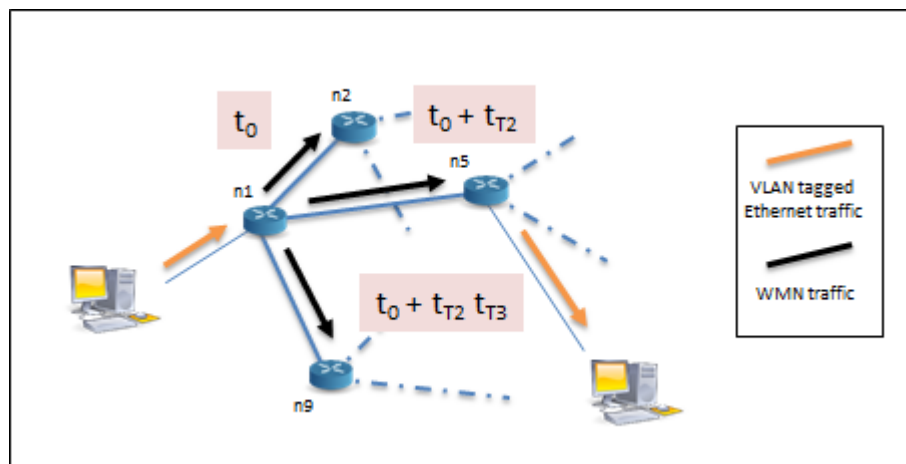 n2
t0
t0 + tT2
n5
n1
VLAN tagged
Ethernet traffic
WMN traffic
t0 + tT2 tT3
n9